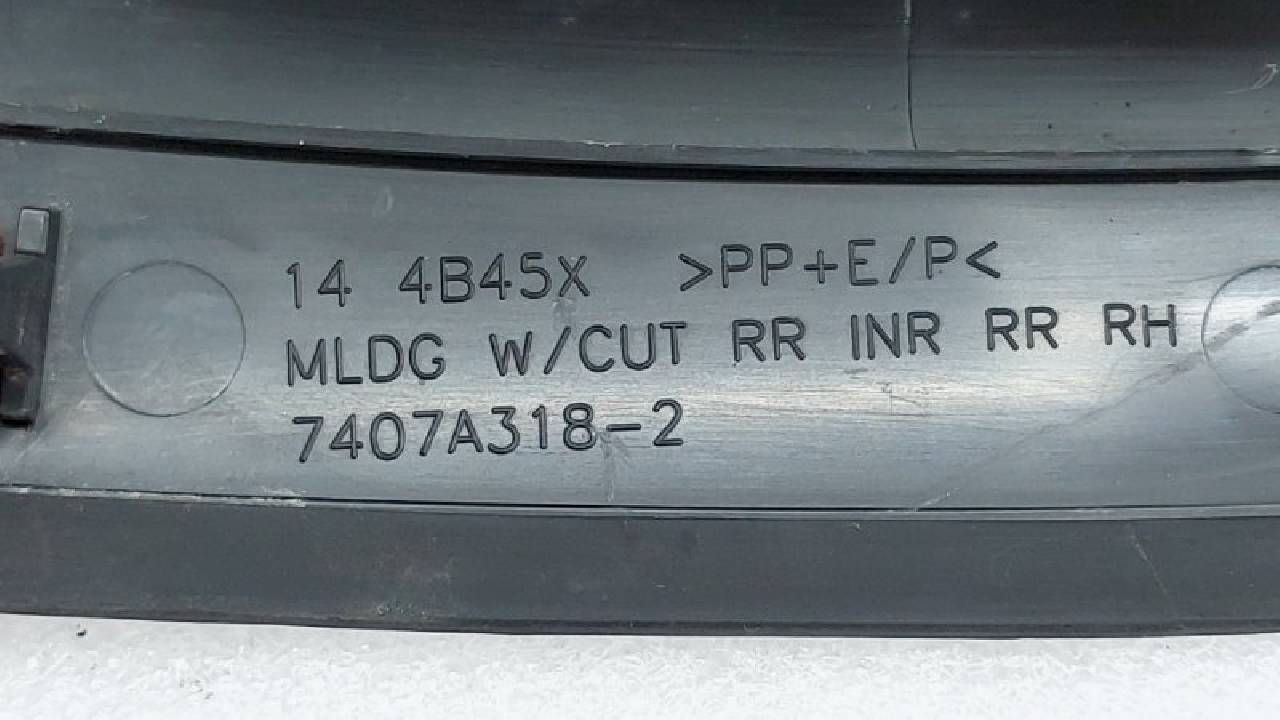 14 4B45X >PP+E/P<
MLDG W/CUT RR INR RR RH
7407A318-2